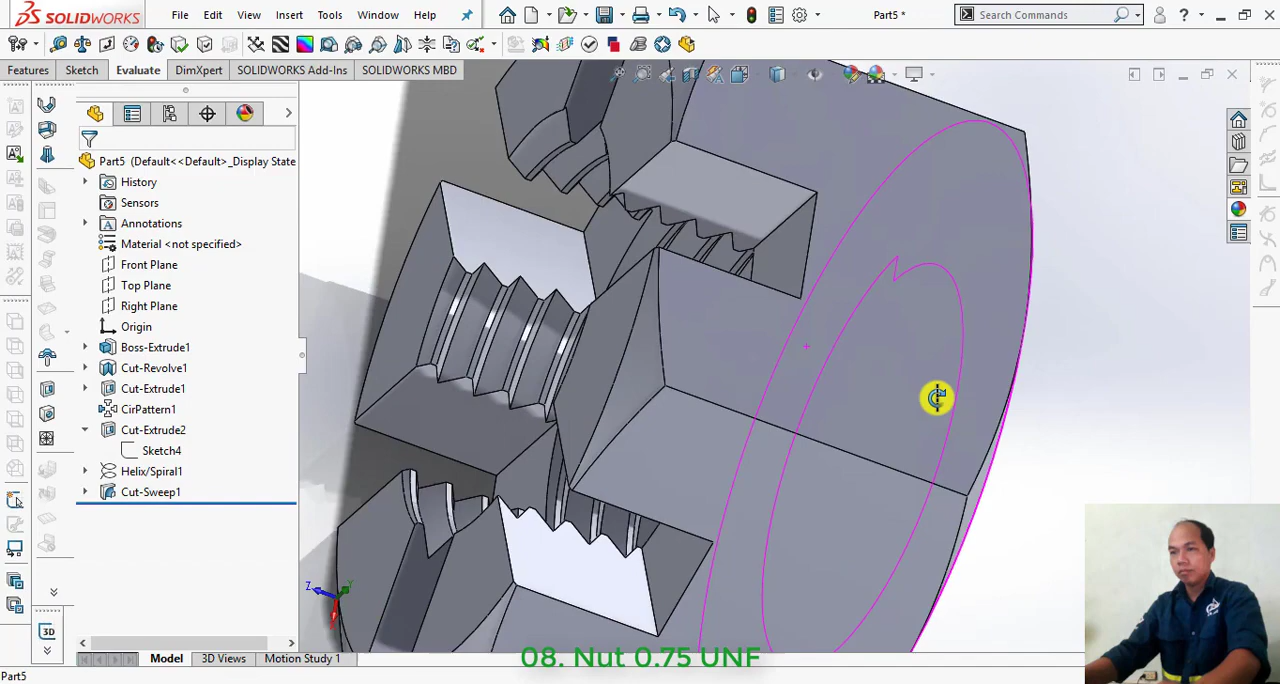 SOLIDWORKS
File
Edit
View
Insert
Tools
Window
Help
Part5 *
Search Commands
?
Features
Sketch
Evaluate
DimXpert
SOLIDWORKS Add-Ins
SOLIDWORKS MBD
Part5 (Default<<Default>_Display State
History
Sensors
Annotations
Material <not specified>
Front Plane
Top Plane
Right Plane
Origin
Boss-Extrude1
Cut-Revolve1
Cut-Extrude1
CirPattern1
Cut-Extrude2
Sketch4
Helix/Spiral1
Cut-Sweep1
3D
Z
Y
Model
3D Views
Motion Study 1
08. Nut 0.75 UNF
Part5